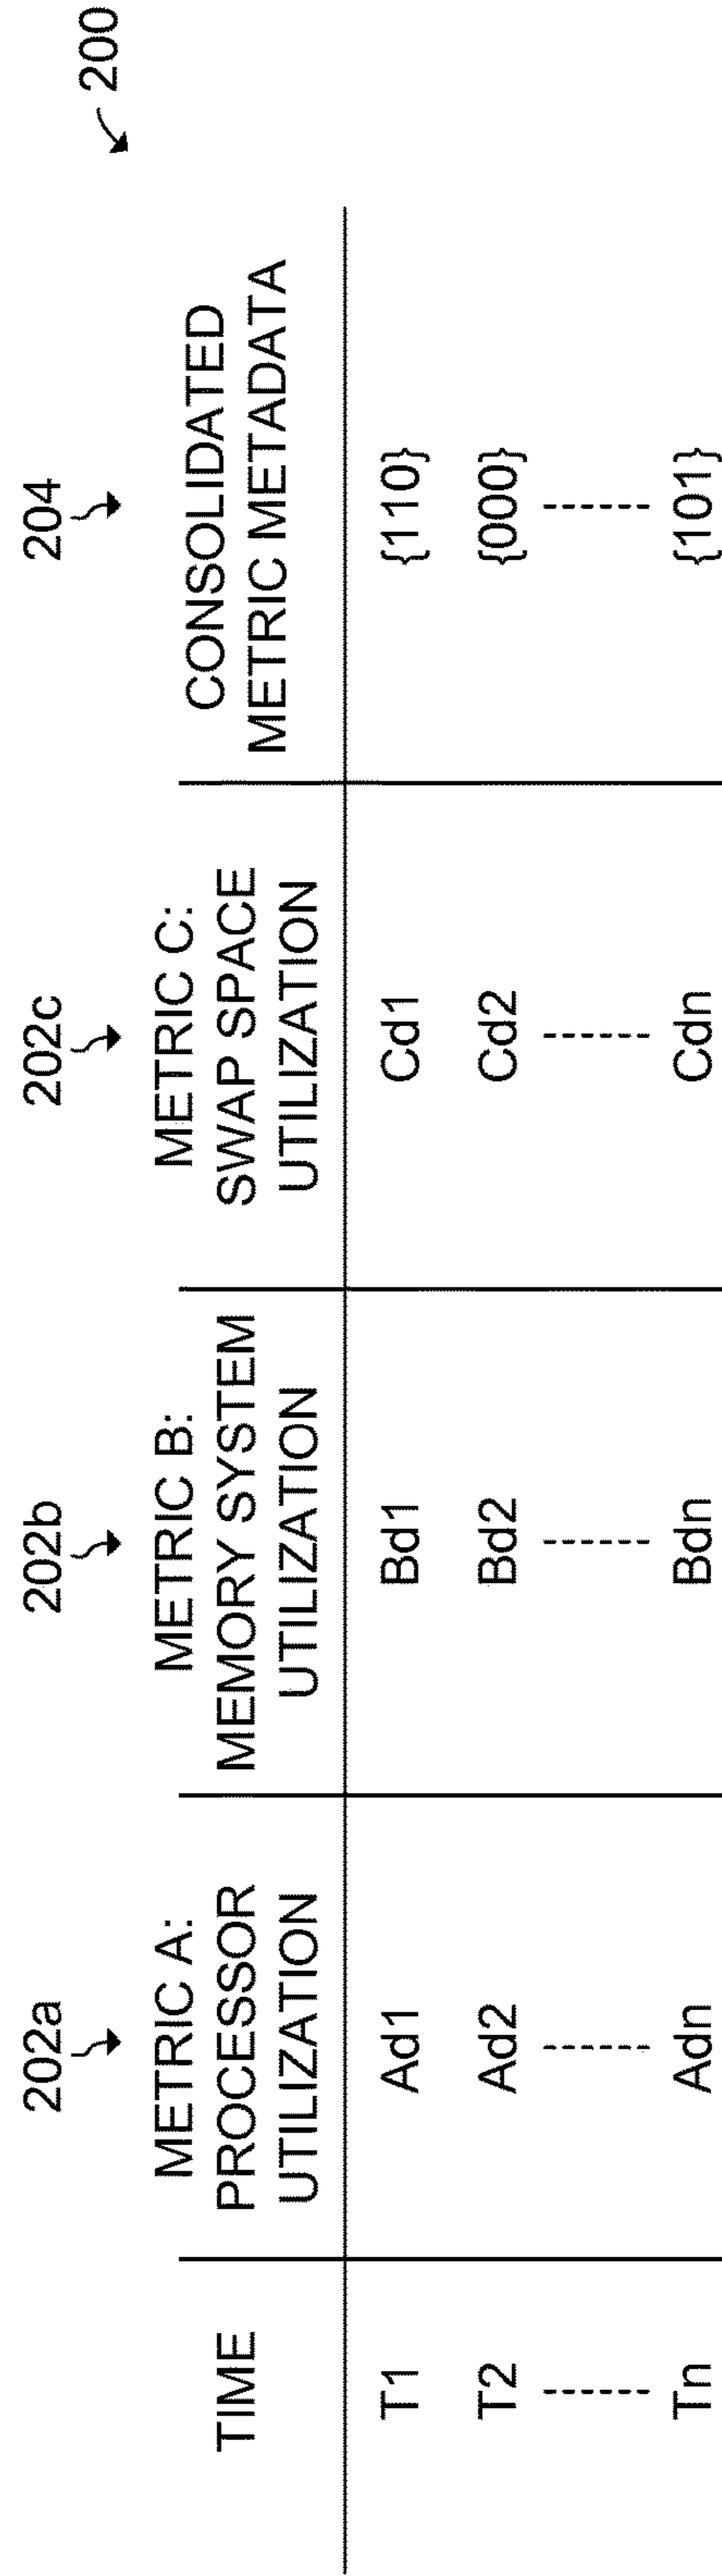 200
202a
202b
202c
204
TIME
METRIC A:
PROCESSOR
UTILIZATION
METRIC B:
MEMORY SYSTEM
UTILIZATION
METRIC C:
SWAP SPACE
UTILIZATION
CONSOLIDATED
METRIC METADATA
T1 Ad1 Bd1 Cd1 {110}
T2 Ad2 Bd2 Cd2 {000}
Tn Adn Bdn Cdn {101}